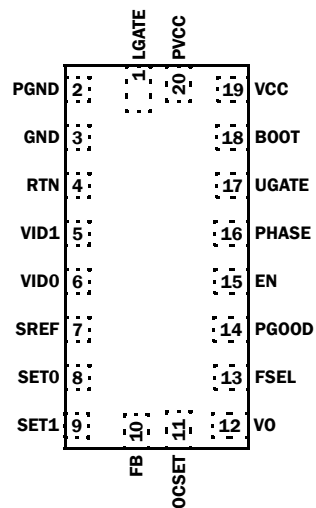 LGATE PVCC
1 20
PGND 2 19 VCC
GND 3 18 BOOT
RTN 4 17 UGATE
VID1 5 16 PHASE
VID0 6 15 EN
SREF 7 14 PGOOD
SET0 8 13 FSEL
SET1 9 12 VO
10 11
FB OCSET